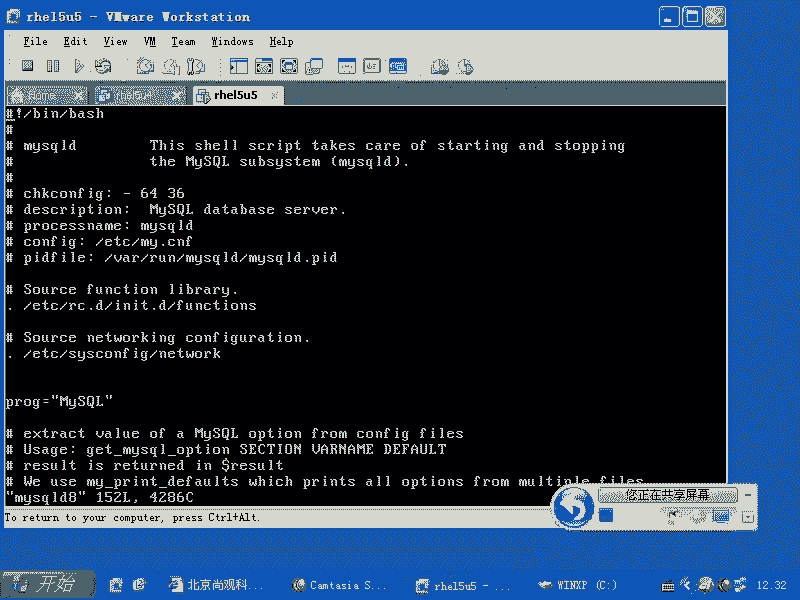 rhel5u5 - VMware Workstation
File Edit View VM Team Windows Help
Home rhel5u4 rhel5u5
#!/bin/bash
#
# mysqld This shell script takes care of starting and stopping
# the MySQL subsystem (mysqld).
#
# chkconfig: - 64 36
# description: MySQL database server.
# processname: mysqld
# config: /etc/my.cnf
# pidfile: /var/run/mysqld/mysqld.pid
# Source function library.
. /etc/rc.d/init.d/functions
# Source networking configuration.
. /etc/sysconfig/network
prog="MySQL"
# extract value of a MySQL option from config files
# Usage: get_mysql_option SECTION VARNAME DEFAULT
# result is returned in $result
# We use my_print_defaults which prints all options from multiple files
"mysqld8" 152L, 4286C
您正在共享屏幕
To return to your computer, press Ctrl+Alt.
开始 北京尚观科... Camtasia S... rhel5u5 - ... WINXP (C:) 12.32